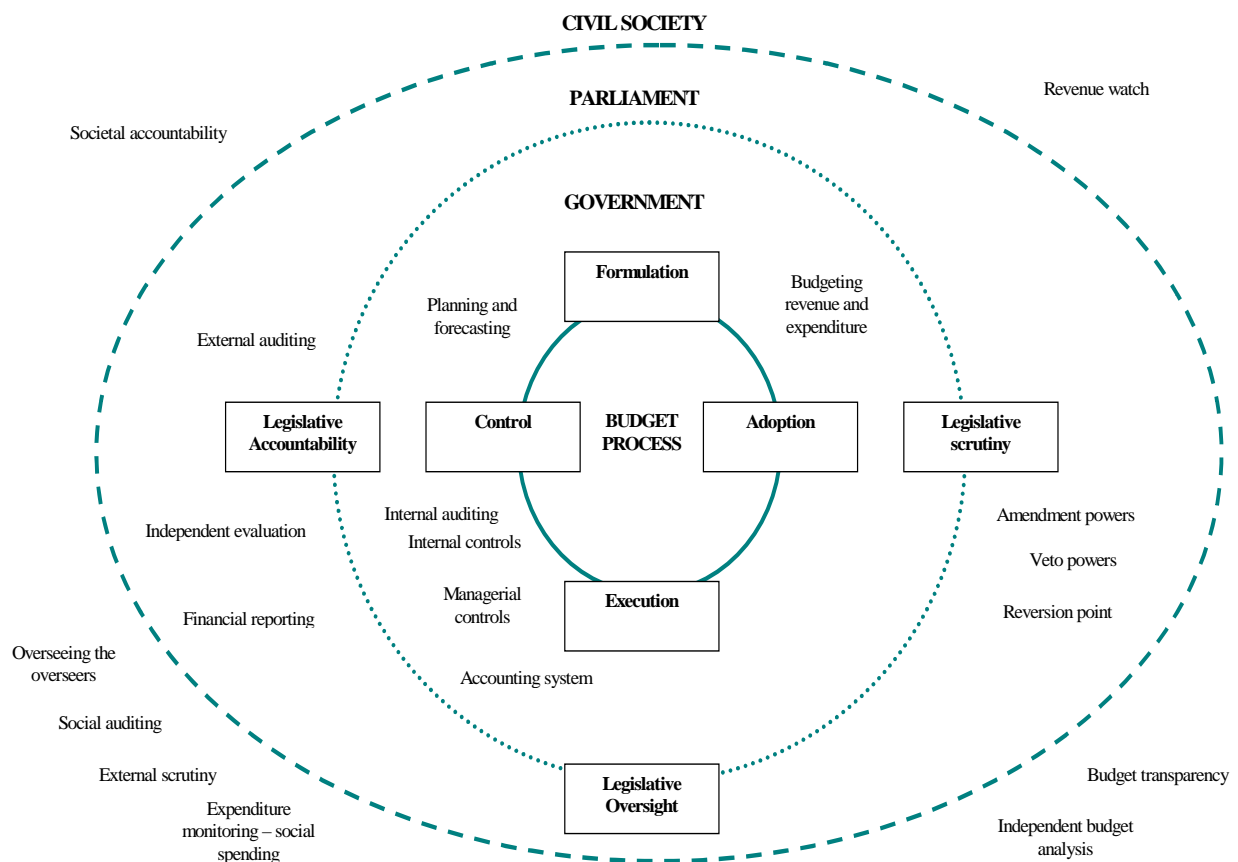 CIVIL SOCIETY
Revenue watch
PARLIAMENT
Societal accountability
GOVERNMENT
Formulation
Planning and
forecasting
Budgeting
revenue and
expenditure
External auditing
Legislative
Accountability
Control
BUDGET
PROCESS
Adoption
Legislative
scrutiny
Internal auditing
Internal controls
Independent evaluation
Amendment powers
Veto powers
Managerial
controls
Execution
Reversion point
Financial reporting
Overseeing the
overseers
Accounting system
Social auditing
External scrutiny
Legislative
Oversight
Budget transparency
Expenditure
monitoring – social
spending
Independent budget
analysis